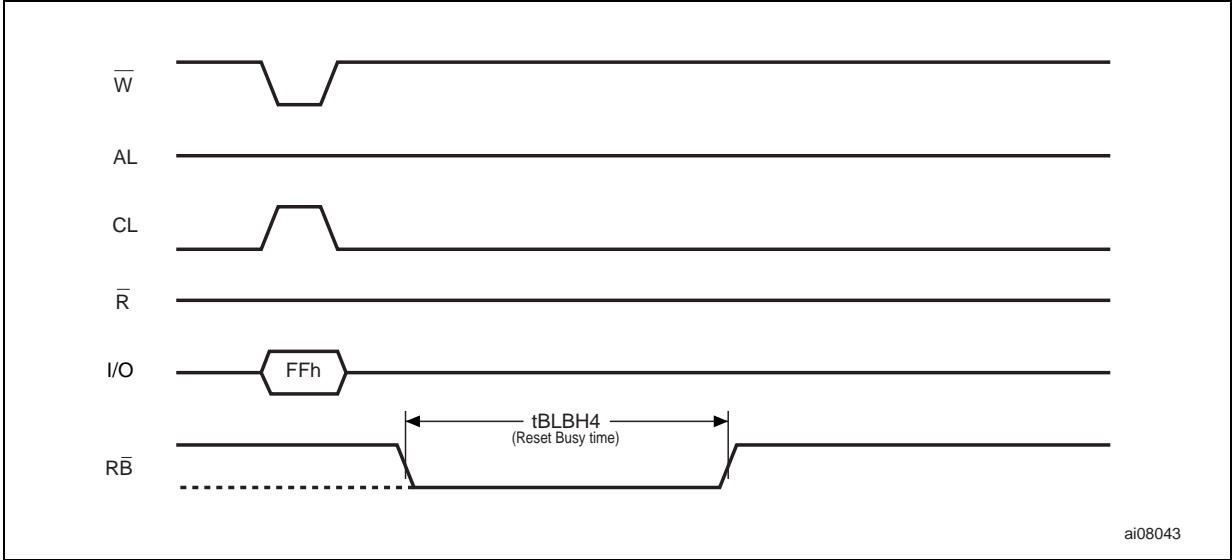 W̅
AL
CL
R̅
I/O
FFh
tBLBH4
(Reset Busy time)
RB̅
ai08043